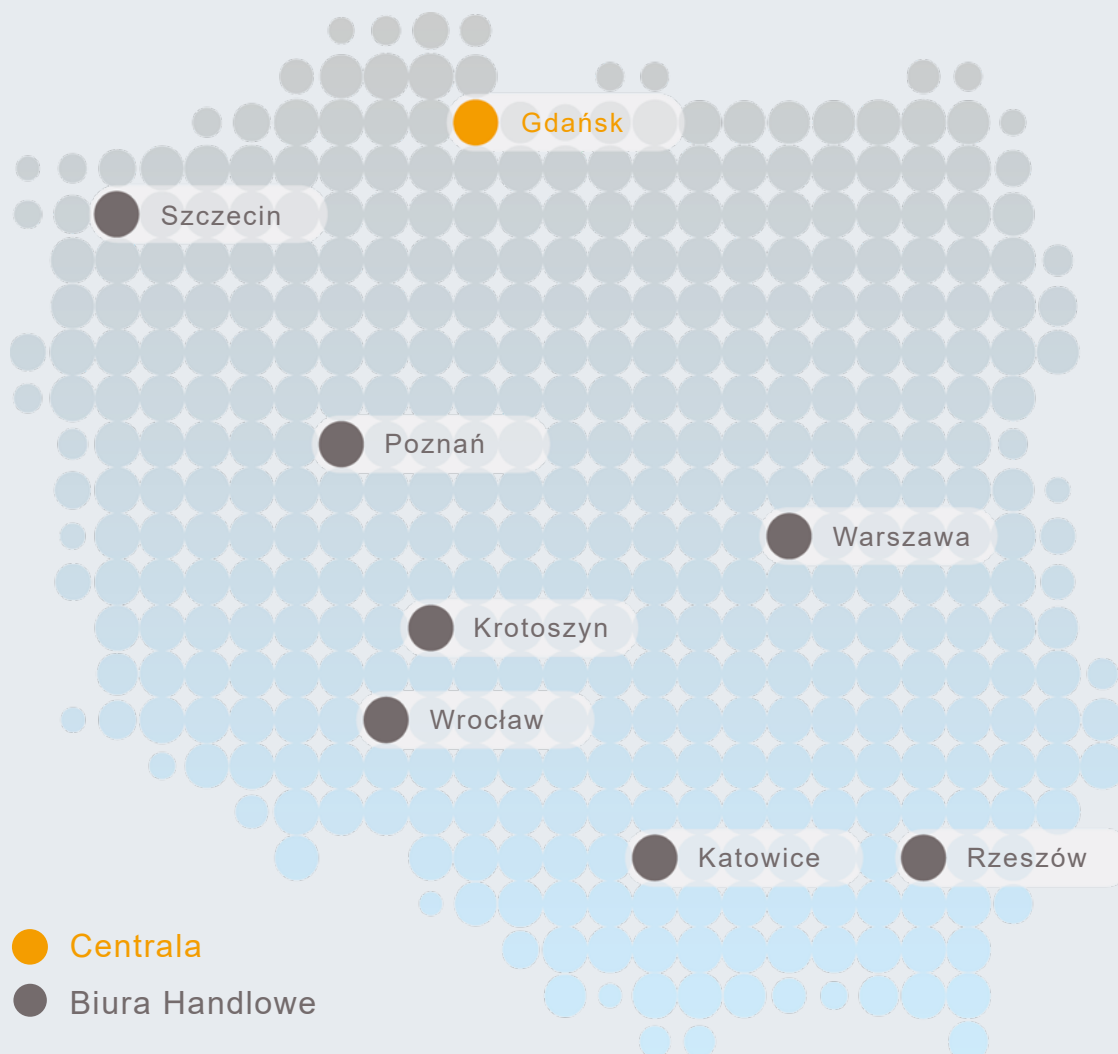 Gdańsk
Szczecin
Poznań
Warszawa
Krotoszyn
Wrocław
Katowice
Rzeszów
Centrala
Biura Handlowe